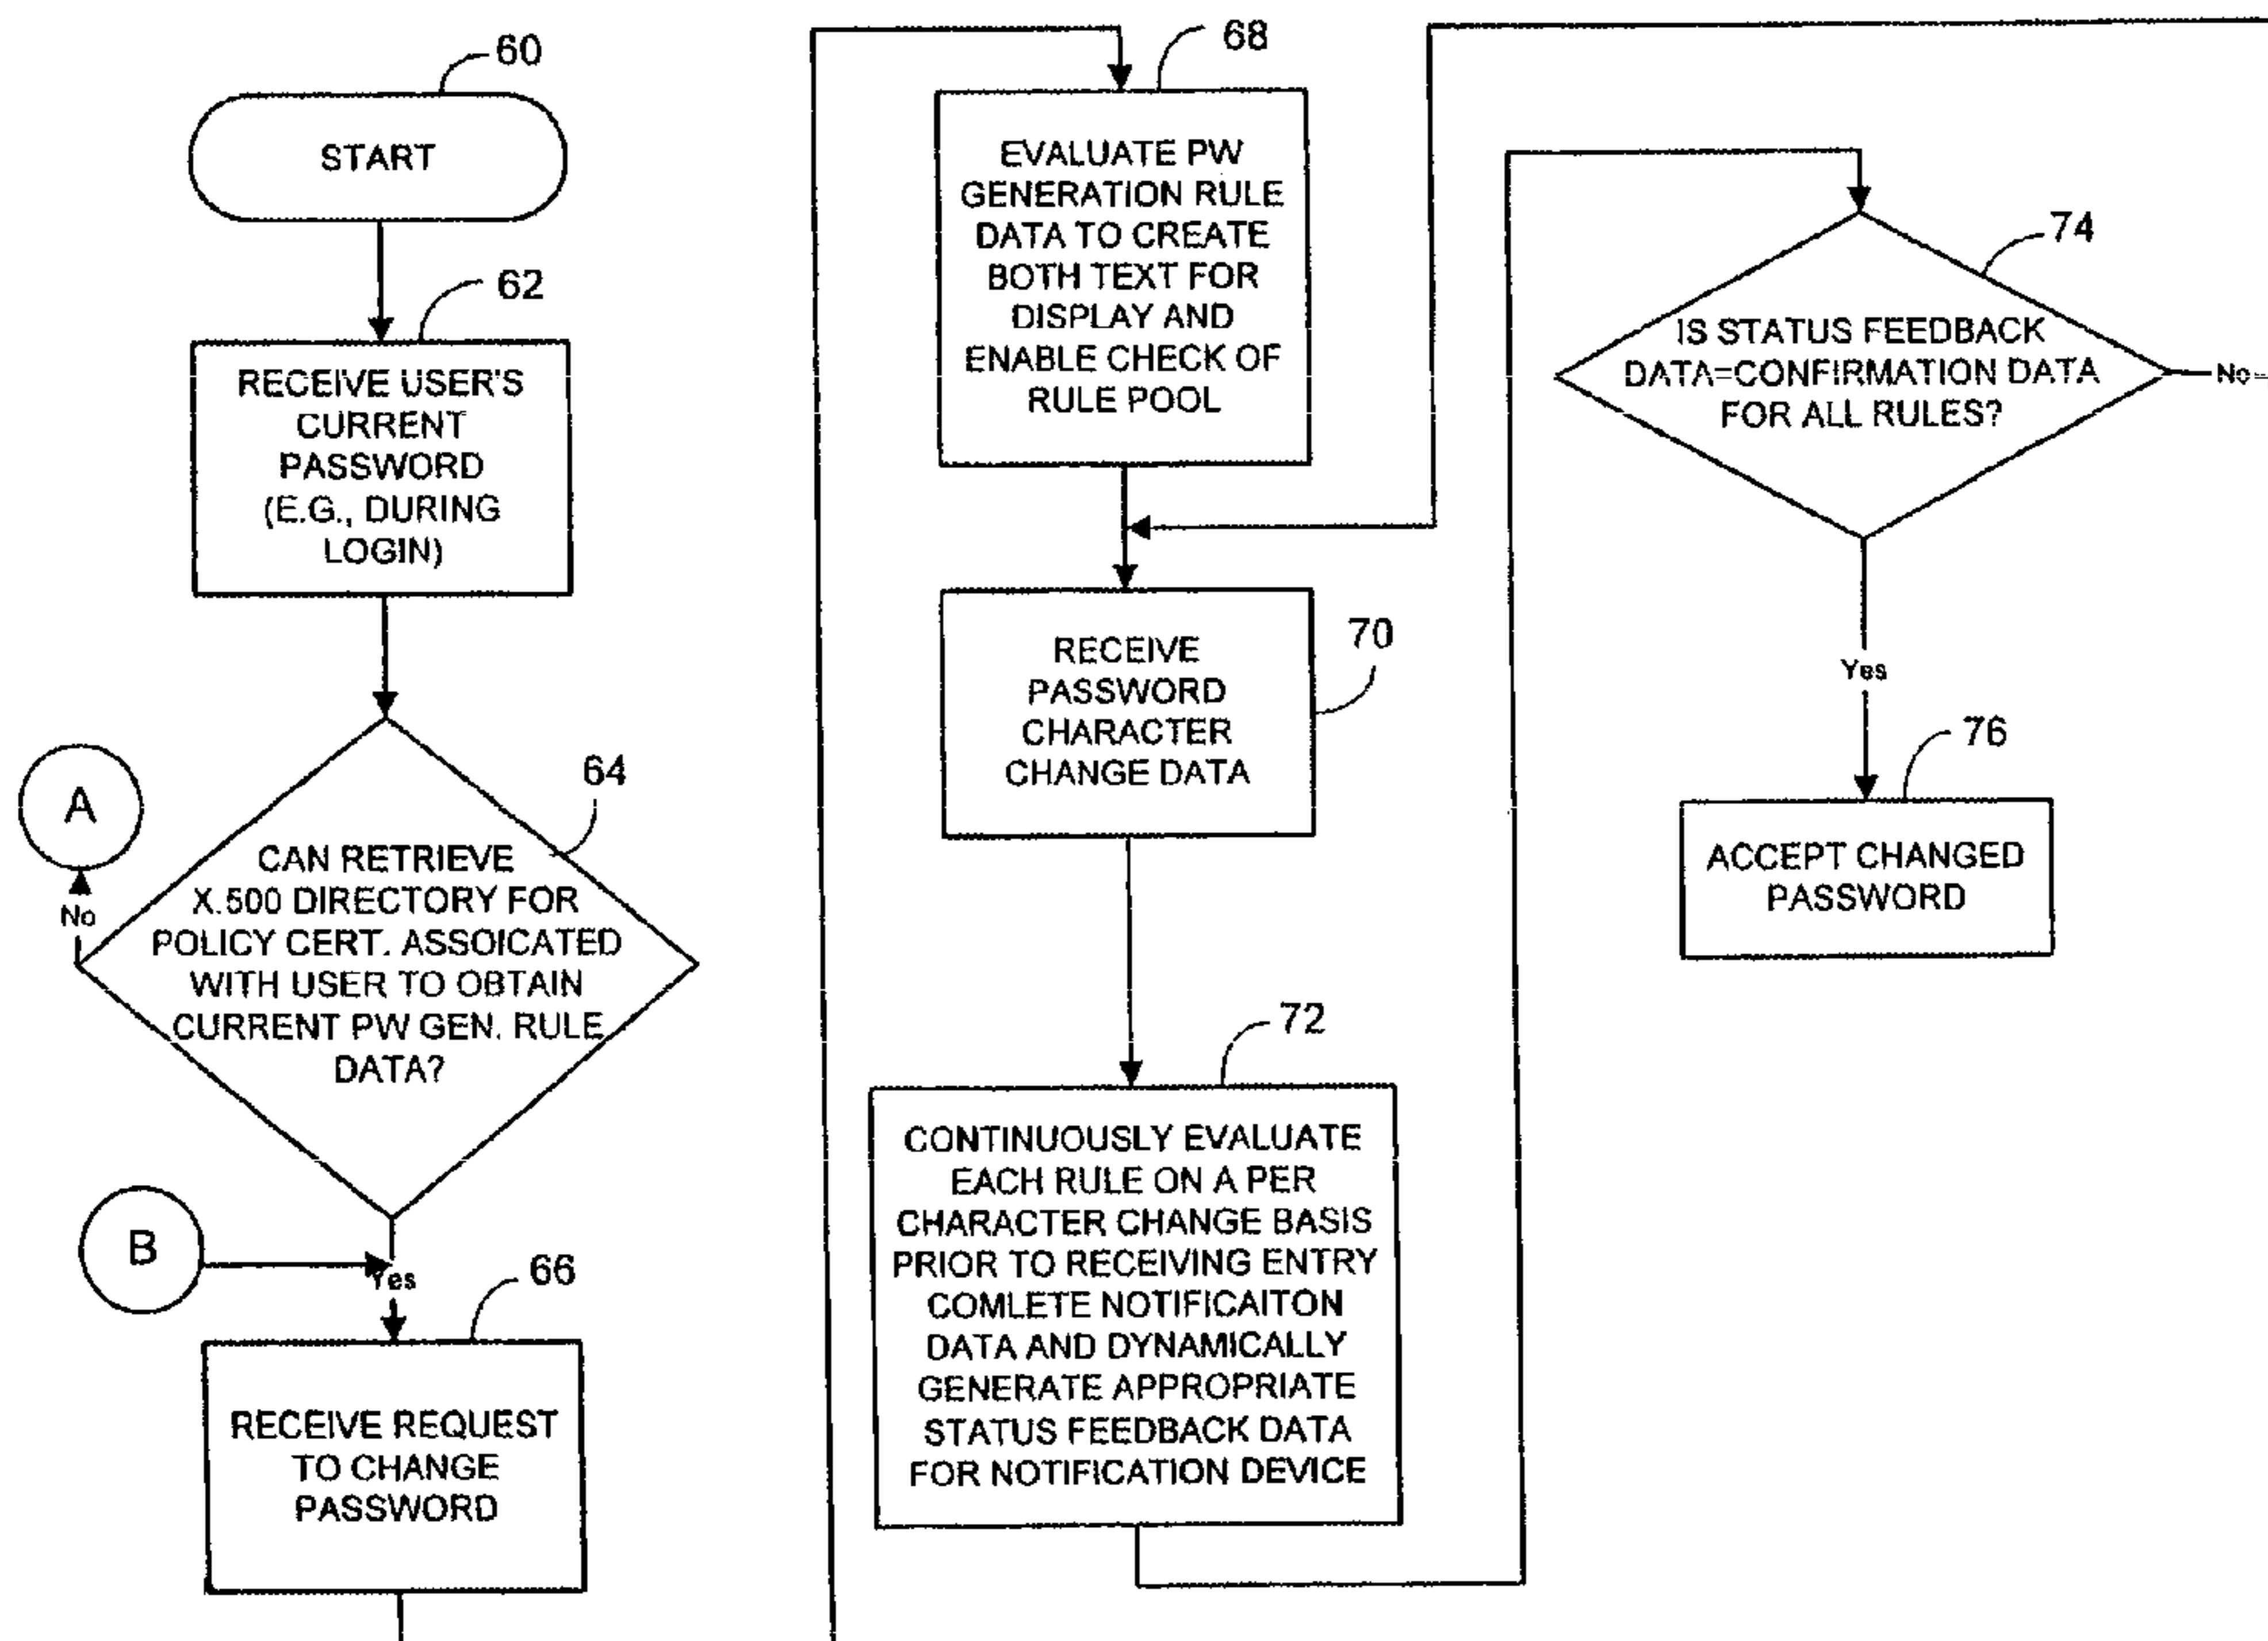 60
START
62
RECEIVE USER'S
CURRENT
PASSWORD
(E.G., DURING
LOGIN)
64
A
No
CAN RETRIEVE
X.500 DIRECTORY FOR
POLICY CERT. ASSOICATED
WITH USER TO OBTAIN
CURRENT PW GEN. RULE
DATA?
B
Yes
66
RECEIVE REQUEST
TO CHANGE
PASSWORD
68
EVALUATE PW
GENERATION RULE
DATA TO CREATE
BOTH TEXT FOR
DISPLAY AND
ENABLE CHECK OF
RULE POOL
70
RECEIVE
PASSWORD
CHARACTER
CHANGE DATA
72
CONTINUOUSLY EVALUATE
EACH RULE ON A PER
CHARACTER CHANGE BASIS
PRIOR TO RECEIVING ENTRY
COMLETE NOTIFICAITON
DATA AND DYNAMICALLY
GENERATE APPROPRIATE
STATUS FEEDBACK DATA
FOR NOTIFICATION DEVICE
74
IS STATUS FEEDBACK
DATA=CONFIRMATION DATA
FOR ALL RULES?
No
Yes
76
ACCEPT CHANGED
PASSWORD